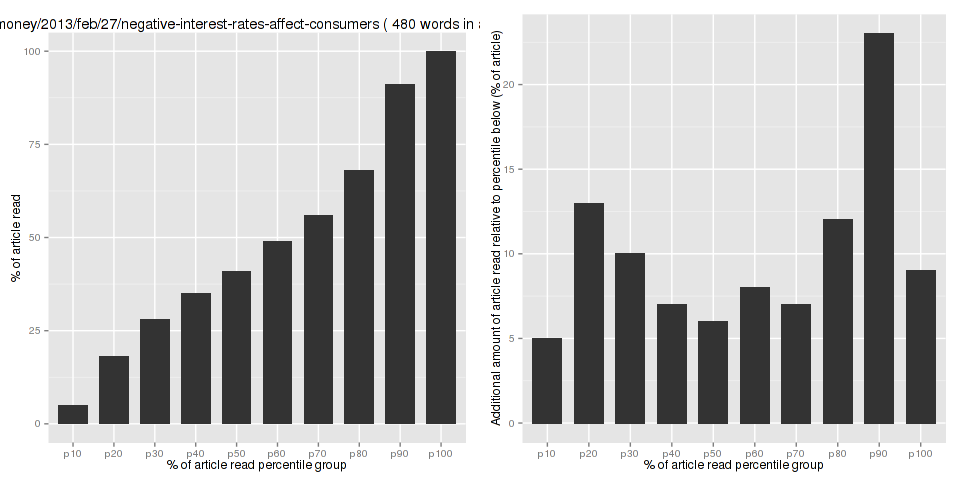 money/2013/feb/27/negative-interest-rates-affect-consumers ( 480 words in
% of article read
100
75
50
25
0
p10 p20 p30 p40 p50 p60 p70 p80 p90 p100
% of article read percentile group
Additional amount of article read relative to percentile below (% of article)
20
15
10
5
0
p10 p20 p30 p40 p50 p60 p70 p80 p90 p100
% of article read percentile group